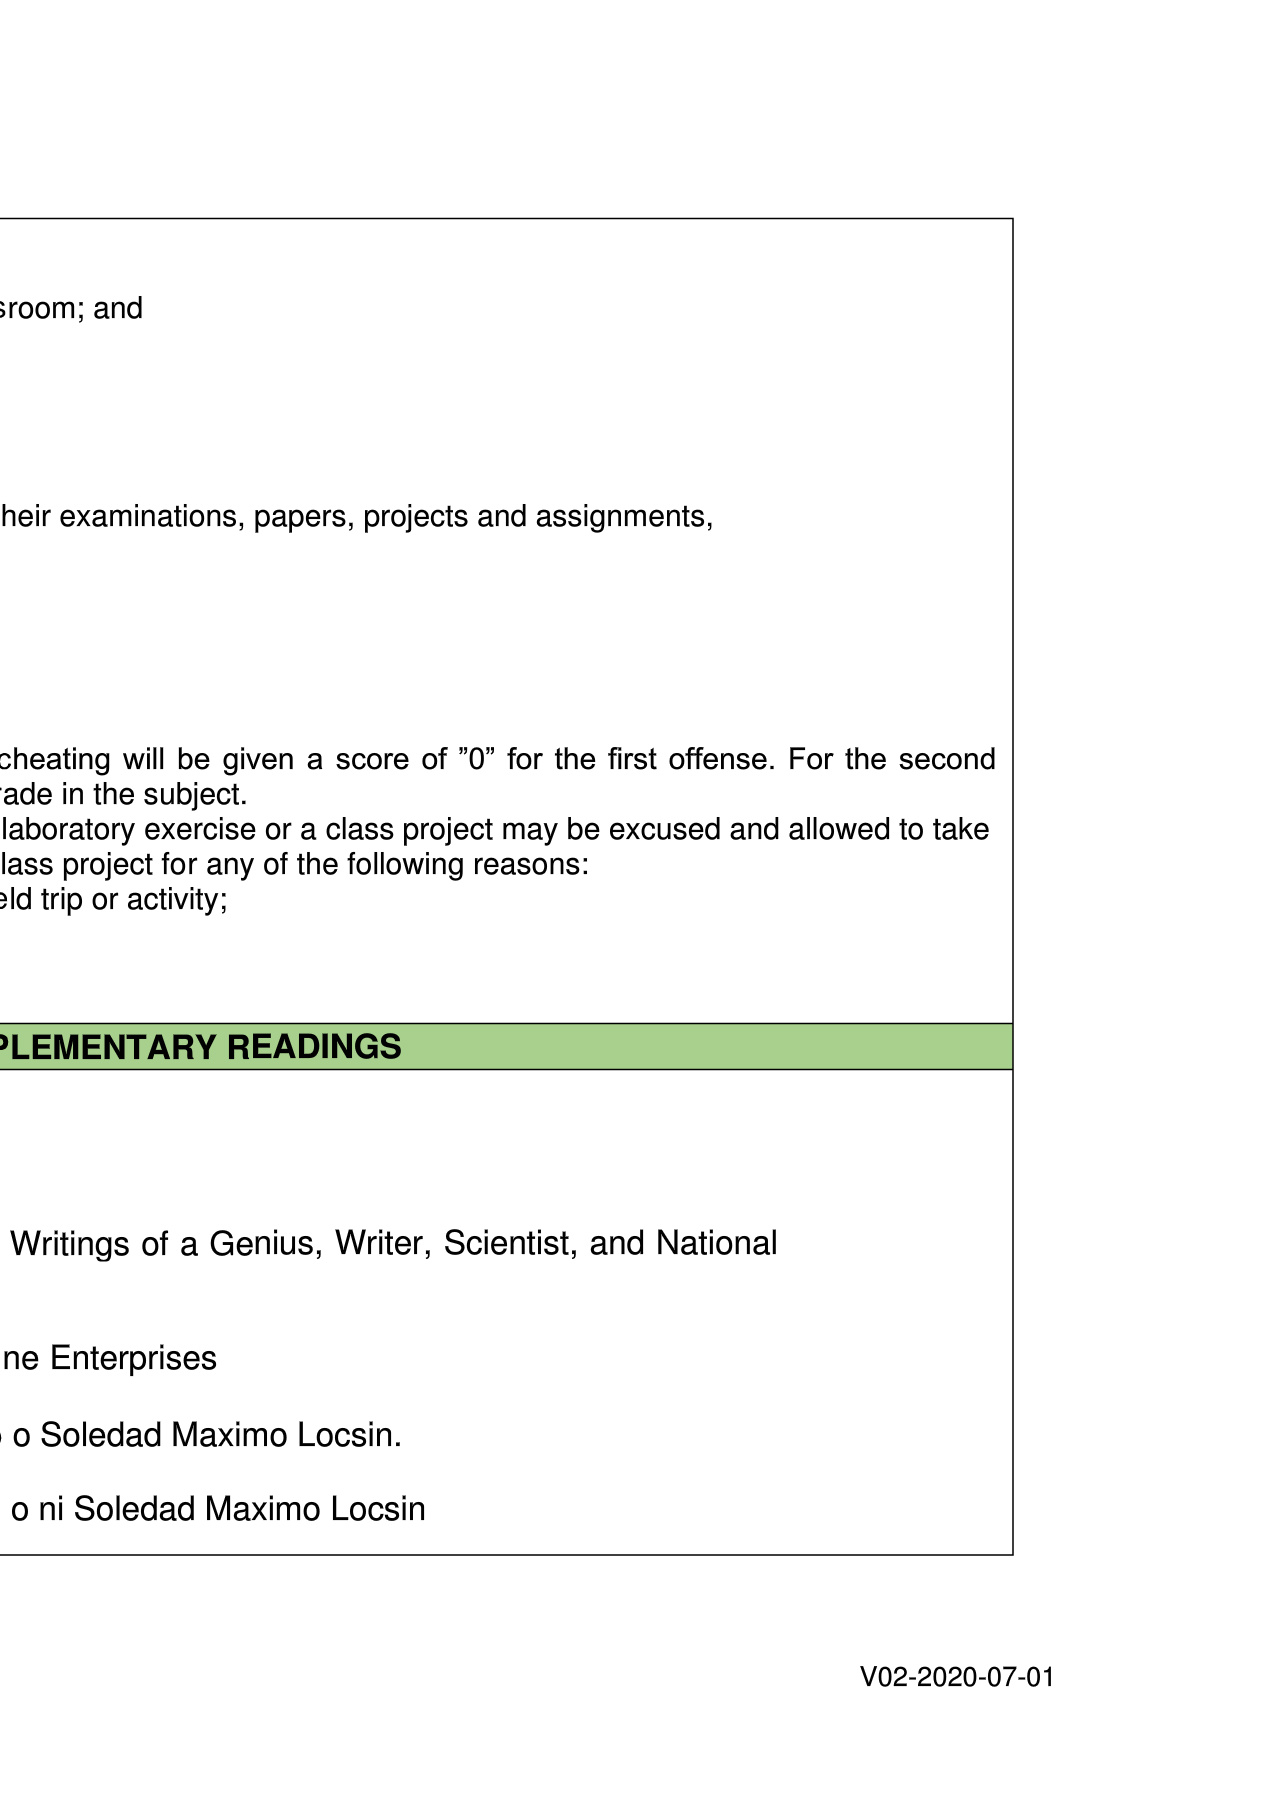 room; and
heir examinations, papers, projects and assignments,
cheating will be given a score of ”0” for the first offense. For the second
rade in the subject.
laboratory exercise or a class project may be excused and allowed to take
lass project for any of the following reasons:
eld trip or activity;
PLEMENTARY READINGS
Writings of a Genius, Writer, Scientist, and National
ne Enterprises
o Soledad Maximo Locsin.
o ni Soledad Maximo Locsin
V02-2020-07-01